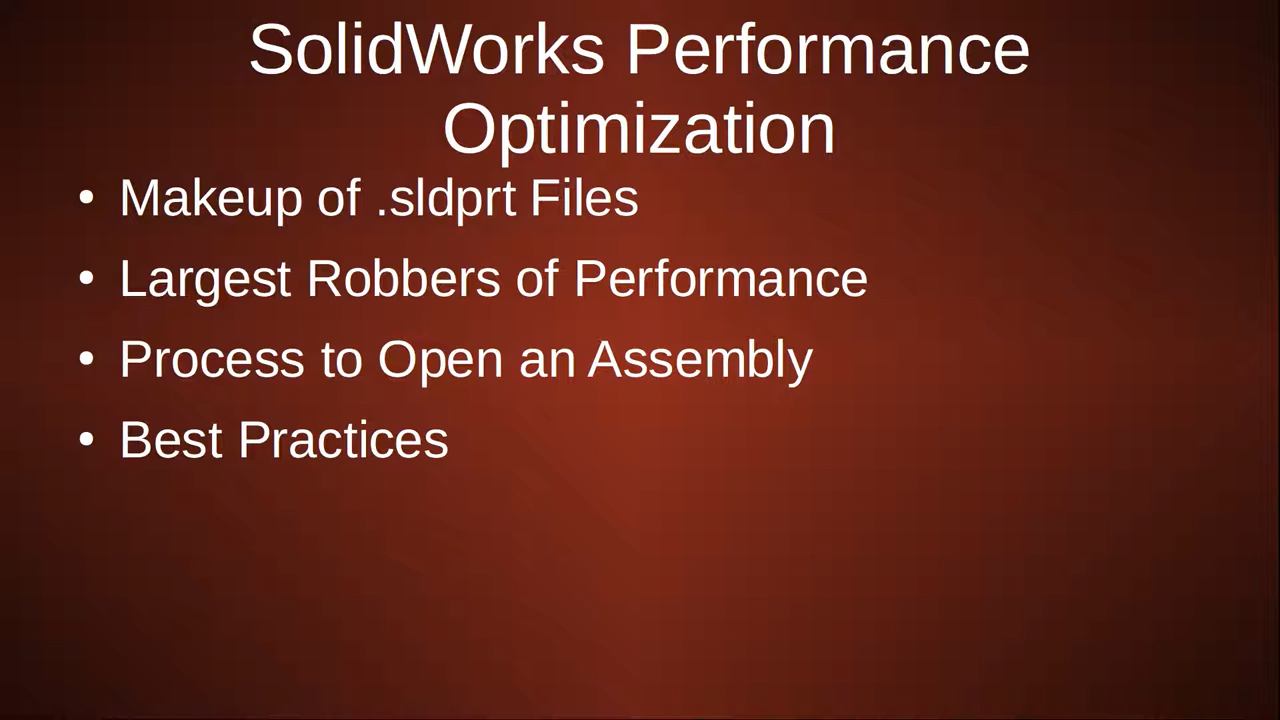 SolidWorks Performance
Optimization
• Makeup of .sldprt Files
• Largest Robbers of Performance
• Process to Open an Assembly
• Best Practices